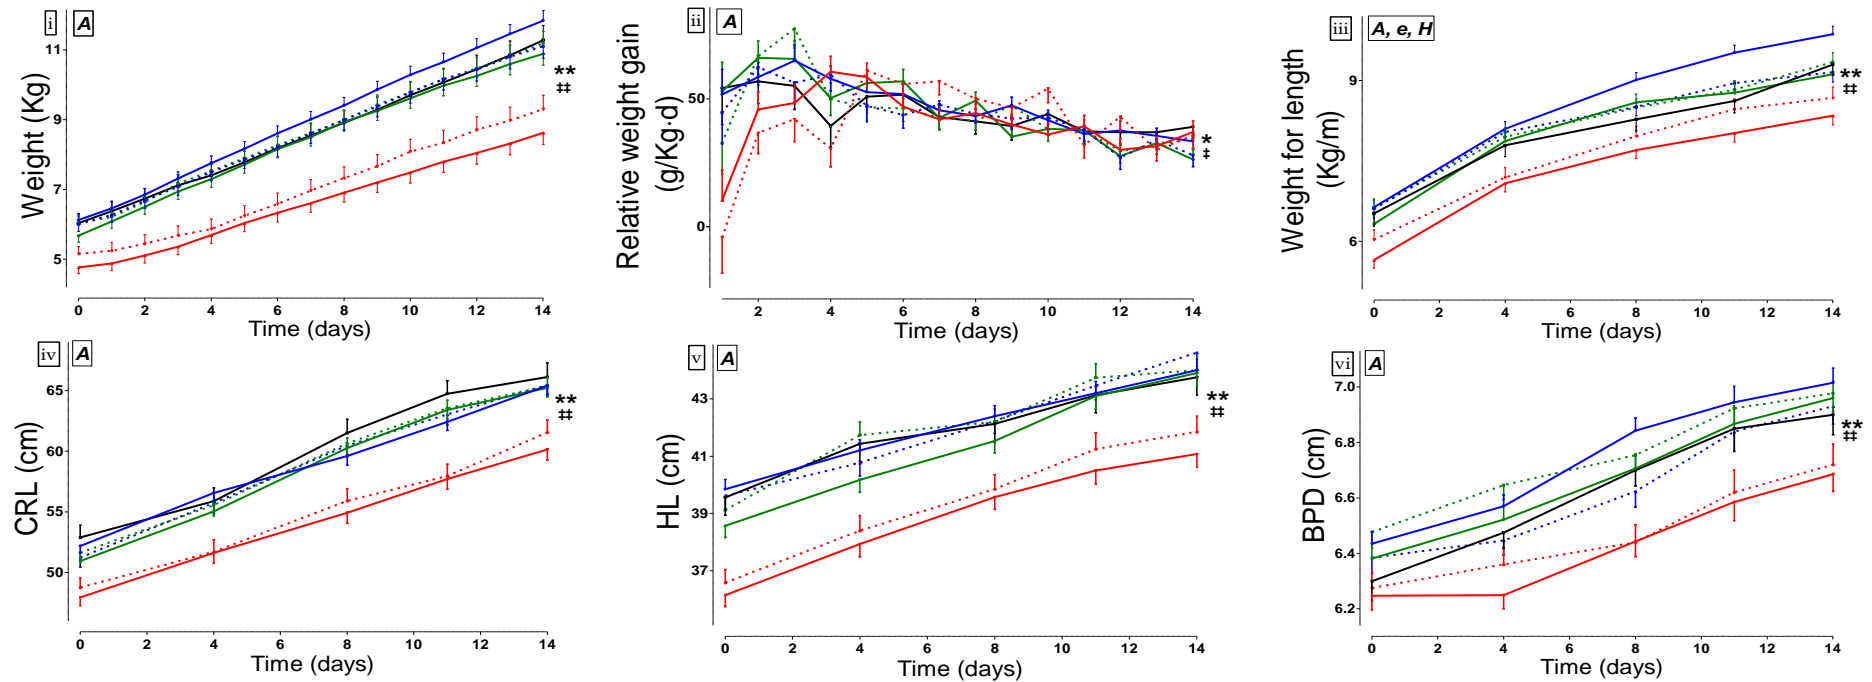 i A
Weight (Kg)
11
9
7
5
0 2 4 6 8 10 12 14
Time (days)
**
‡‡
ii A
Relative weight gain
(g/Kg·d)
50
0
2 4 6 8 10 12 14
Time (days)
*
‡
iii A, e, H
Weight for length
(Kg/m)
9
6
0 2 4 6 8 10 12 14
Time (days)
**
‡‡
iv A
CRL (cm)
65
60
55
50
0 2 4 6 8 10 12 14
Time (days)
**
‡‡
v A
HL (cm)
43
41
39
37
0 2 4 6 8 10 12 14
Time (days)
**
‡‡
vi A
BPD (cm)
7.0
6.8
6.6
6.4
6.2
0 2 4 6 8 10 12 14
Time (days)
**
‡‡